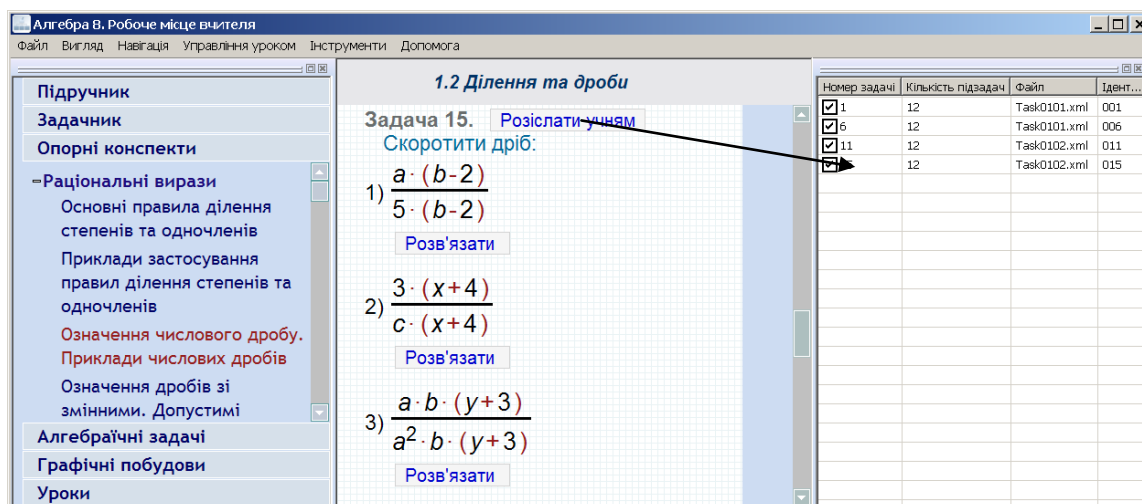 Алгебра 8. Робоче місце вчителя
Файл Вигляд Навігація Управління уроком Інструменти Допомога
Підручник
Задачник
Опорні конспекти
Раціональні вирази
Основні правила ділення
степенів та одночленів
Приклади застосування
правил ділення степенів та
одночленів
Означення числового дробу.
Приклади числових дробів
Означення дробів зі
змінними. Допустимі
Алгебраїчні задачі
Графічні побудови
Уроки
1.2 Ділення та дроби
Задача 15. Розіслати учням
Скоротити дріб:
1) a · (b-2)
5 · (b-2)
Розв'язати
2) 3 · (x+4)
c · (x+4)
Розв'язати
3) a · b · (y+3)
a² · b · (y+3)
Розв'язати
Номер задачі Кількість підзадач Файл Ідент...
1 12 Task0101.xml 001
6 12 Task0101.xml 006
11 12 Task0102.xml 011
12 Task0102.xml 015